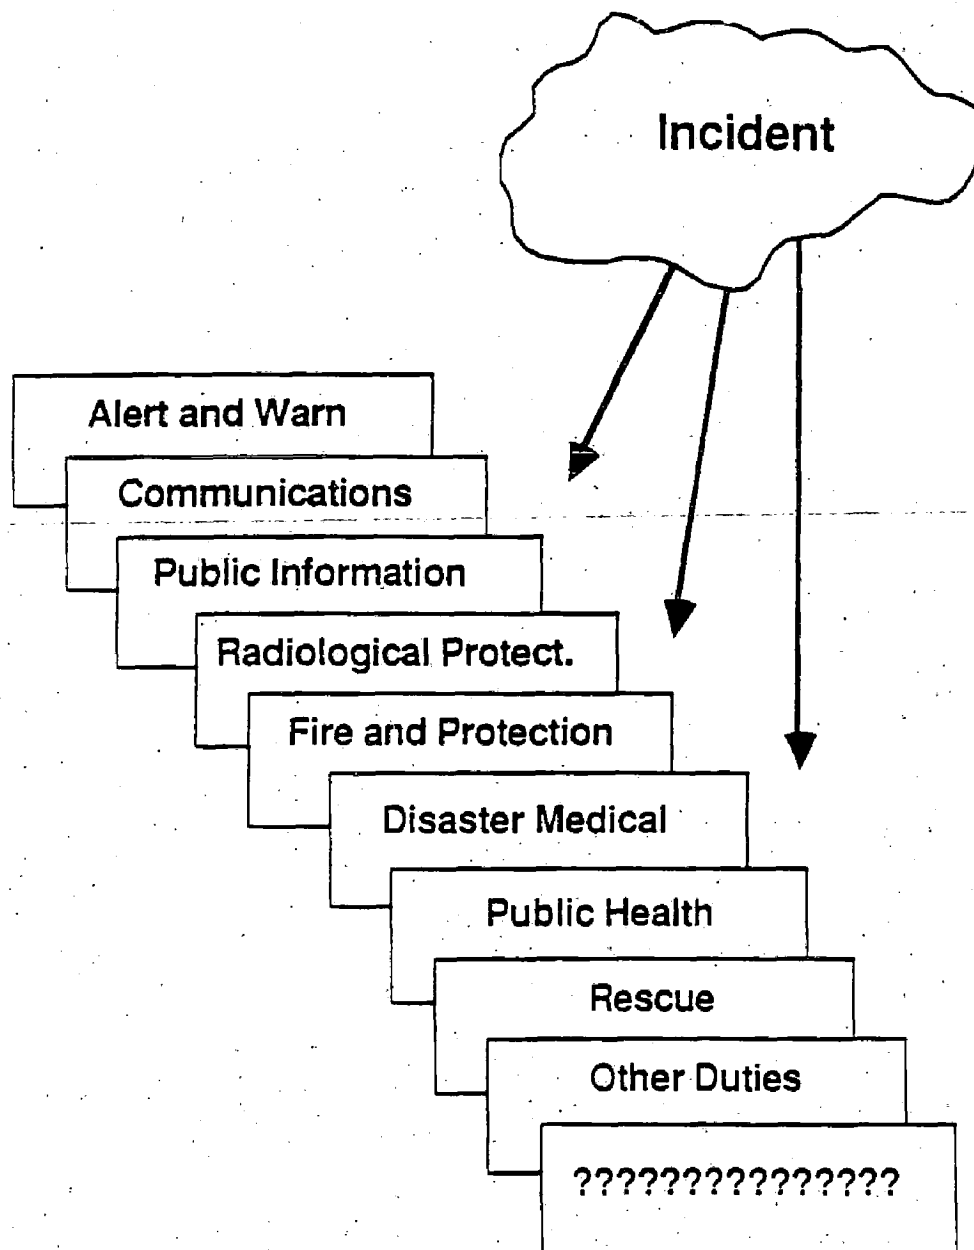 Incident
Alert and Warn
Communications
Public Information
Radiological Protect.
Fire and Protection
Disaster Medical
Public Health
Rescue
Other Duties
???????????????